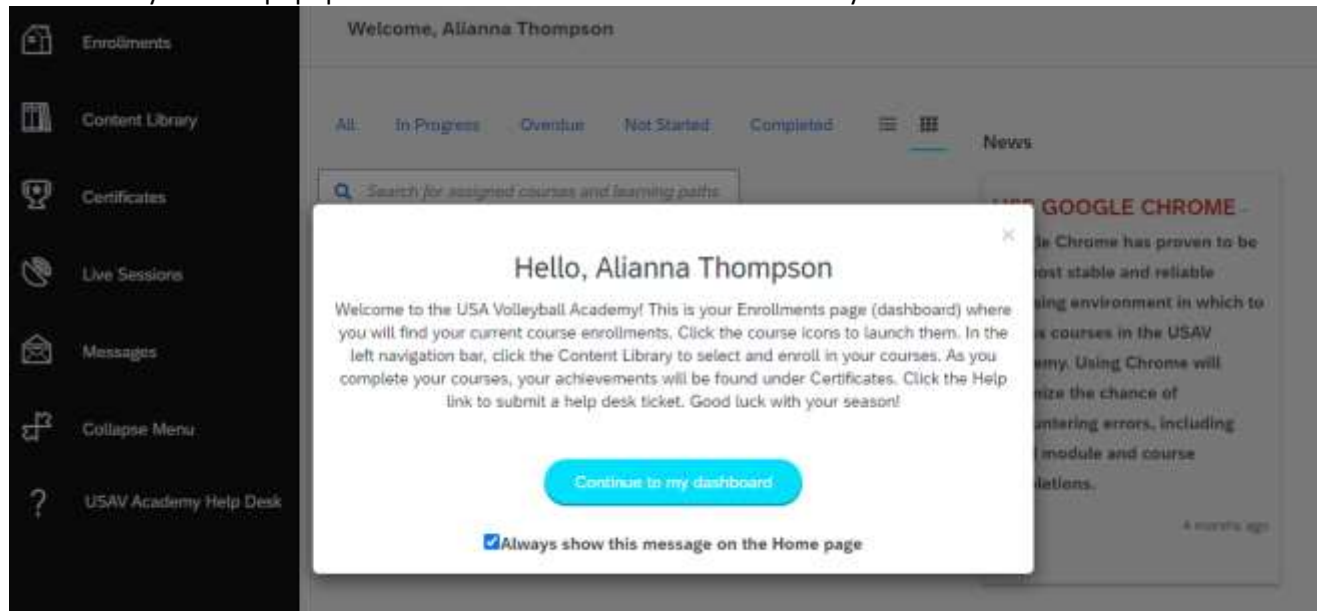 Enrollments
Content Library
Certificates
Live Sessions
Messages
Collapse Menu
USAV Academy Help Desk
Welcome, Alianna Thompson
All In Progress Overdue Not Started Completed
Search for assigned courses and learning paths
Hello, Alianna Thompson
Welcome to the USA Volleyball Academy! This is your Enrollments page (dashboard) where
you will find your current course enrollments. Click the course icons to launch them. In the
left navigation bar, click the Content Library to select and enroll in your courses. As you
complete your courses, your achievements will be found under Certificates. Click the Help
link to submit a help desk ticket. Good luck with your season!
Continue to my dashboard
Always show this message on the Home page
News
GOOGLE CHROME -
Chrome has proven to be
stable and reliable
environment in which to
courses in the USAV
Using Chrome will
the chance of
errors, including
module and course
4 months ago